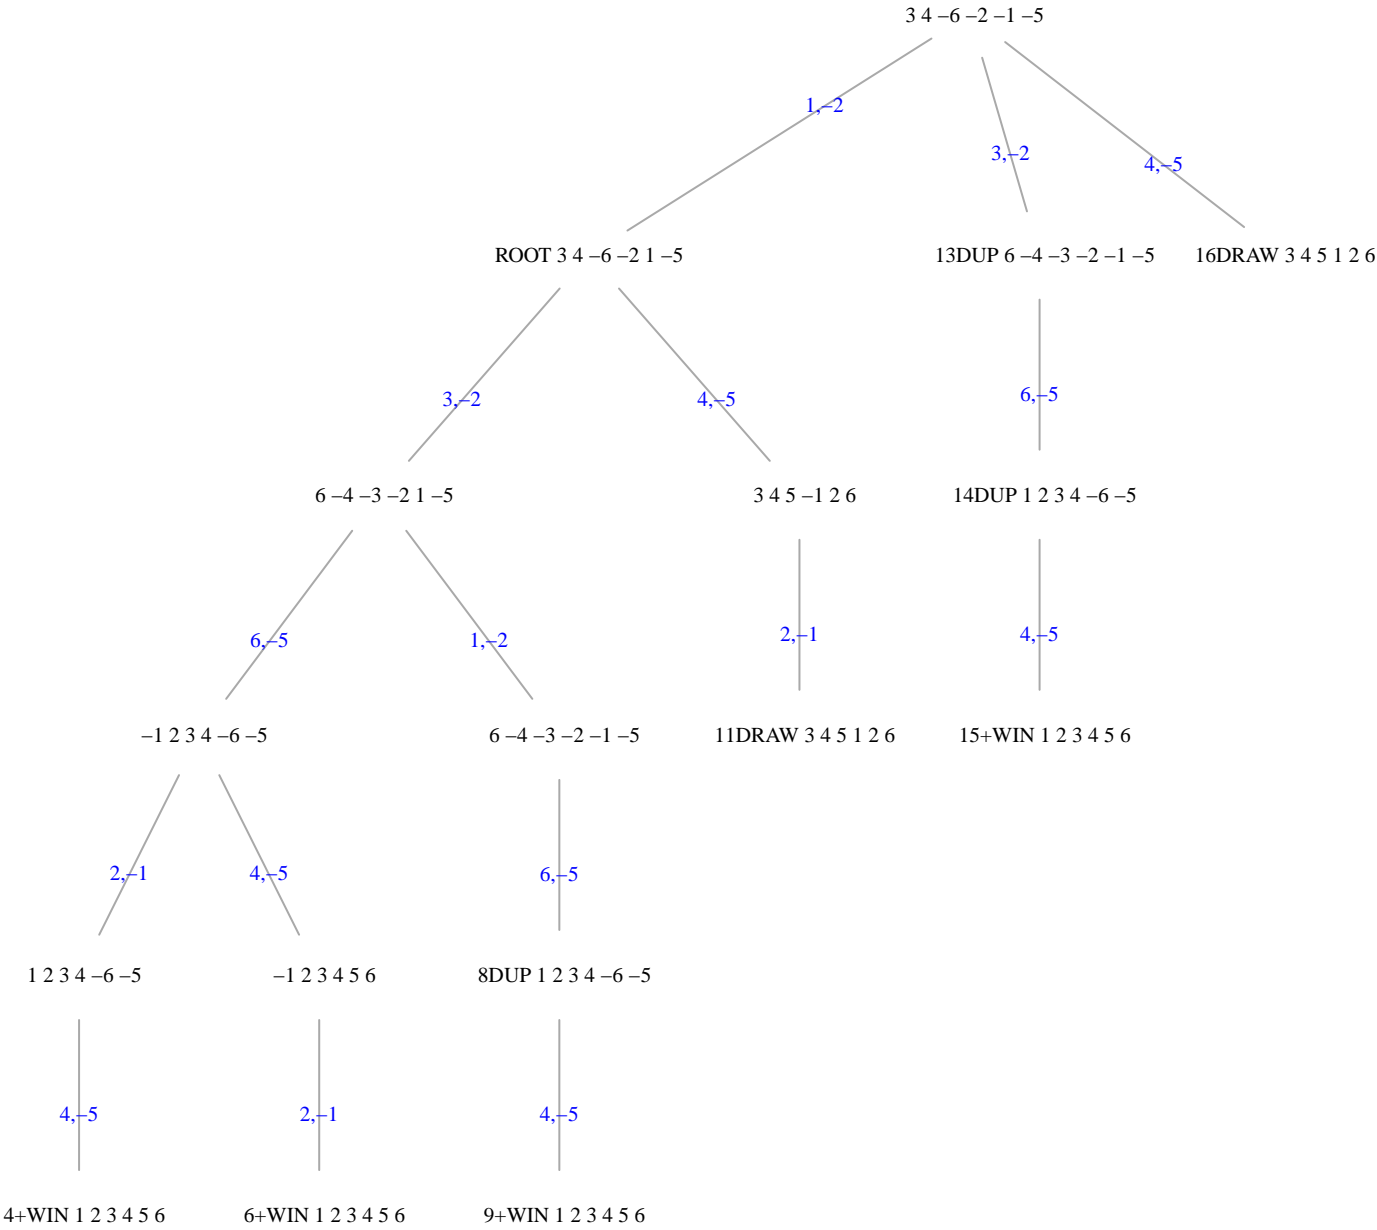 3 4 –6 –2 –1 –5
1,–2
3,–2
4,–5
ROOT 3 4 –6 –2 1 –5
13DUP 6 –4 –3 –2 –1 –5
16DRAW 3 4 5 1 2 6
3,–2
4,–5
6,–5
6 –4 –3 –2 1 –5
3 4 5 –1 2 6
14DUP 1 2 3 4 –6 –5
6,–5
1,–2
2,–1
4,–5
–1 2 3 4 –6 –5
6 –4 –3 –2 –1 –5
11DRAW 3 4 5 1 2 6
15+WIN 1 2 3 4 5 6
2,–1
4,–5
6,–5
1 2 3 4 –6 –5
–1 2 3 4 5 6
8DUP 1 2 3 4 –6 –5
4,–5
2,–1
4,–5
4+WIN 1 2 3 4 5 6
6+WIN 1 2 3 4 5 6
9+WIN 1 2 3 4 5 6